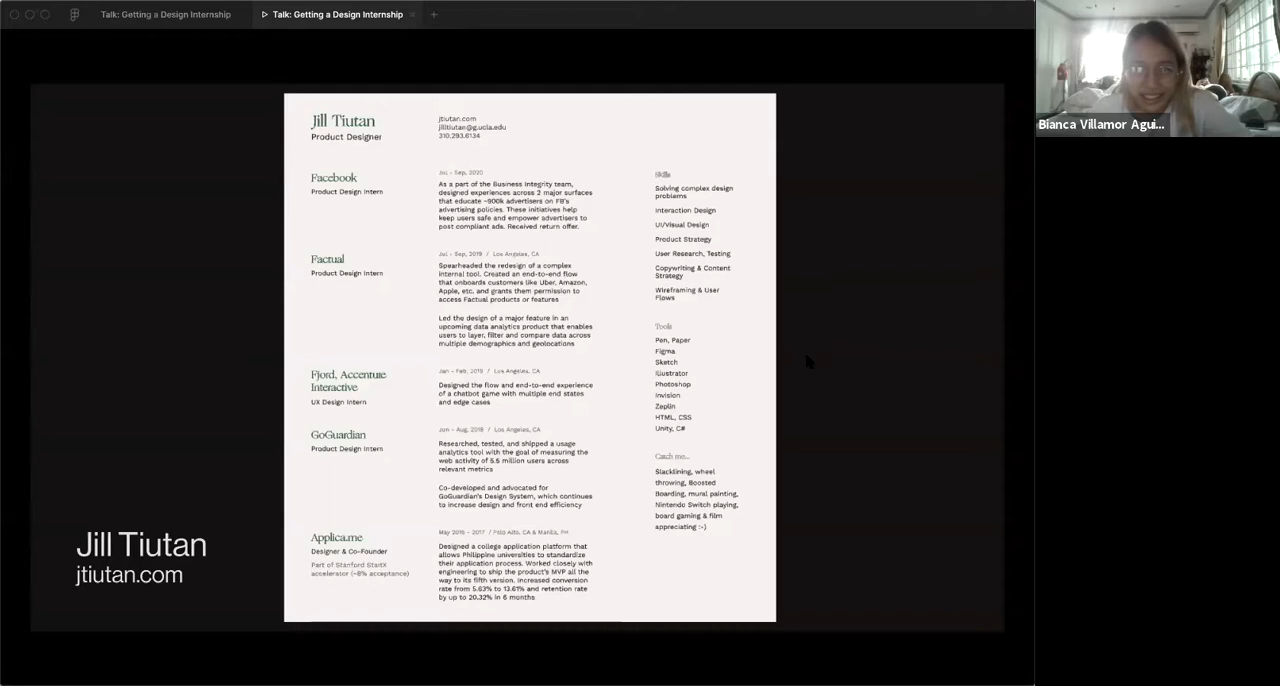 Talk: Getting a Design Internship
Talk: Getting a Design Internship
Bianca Villamor Agui...
Jill Tiutan
Product Designer
jtiutan.com
jilltiutan@g.ucla.edu
310.293.6134
Facebook
Product Design Intern
Jul - Sep, 2020
As a part of the Business Integrity team,
designed experiences across 2 major surfaces
that educate ~900k advertisers on FB's
advertising policies. These initiatives help
keep users safe and empower advertisers to
post compliant ads. Received return offer.
Factual
Product Design Intern
Jul - Sep, 2019 / Los Angeles, CA
Spearheaded the redesign of a complex
internal tool. Created an end-to-end flow
that onboards customers like Uber, Amazon,
Apple, etc. and grants them permission to
access Factual products or features
Led the design of a major feature in an
upcoming data analytics product that enables
users to layer, filter and compare data across
multiple demographics and geolocations
Fjord, Accenture
Interactive
UX Design Intern
Jan - Feb, 2019 / Los Angeles, CA
Designed the flow and end-to-end experience
of a chatbot game with multiple end states
and edge cases
GoGuardian
Product Design Intern
Jun - Aug, 2018 / Los Angeles, CA
Researched, tested, and shipped a usage
analytics tool with the goal of measuring the
web activity of 5.5 million users across
relevant metrics
Co-developed and advocated for
GoGuardian's Design System, which continues
to increase design and front end efficiency
Applica.me
Designer & Co-Founder
Part of Stanford StartX
accelerator (~8% acceptance)
May 2016 - 2017 / Palo Alto, CA & Manila, PH
Designed a college application platform that
allows Philippine universities to standardize
their application process. Worked closely with
engineering to ship the product's MVP all the
way to its fifth version. Increased conversion
rate from 5.63% to 13.61% and retention rate
by up to 20.32% in 6 months
Skills
Solving complex design
problems
Interaction Design
UI/Visual Design
Product Strategy
User Research, Testing
Copywriting & Content
Strategy
Wireframing & User
Flows
Tools
Pen, Paper
Figma
Sketch
Illustrator
Photoshop
Invision
Zeplin
HTML, CSS
Unity, C#
Catch me...
Slacklining, wheel
throwing, Boosted
Boarding, mural painting,
Nintendo Switch playing,
board gaming & film
appreciating :-)
Jill Tiutan
jtiutan.com